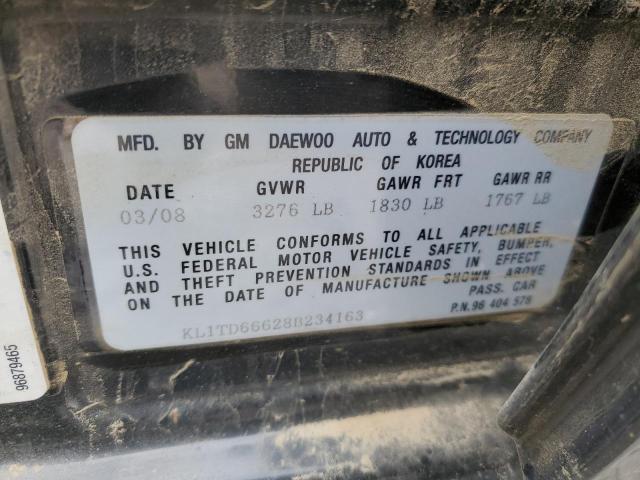 MFD. BY GM DAEWOO AUTO & TECHNOLOGY COMPANY
REPUBLIC OF KOREA
DATE GVWR GAWR FRT GAWR RR
03/08 3276 LB 1830 LB 1767 LB
THIS VEHICLE CONFORMS TO ALL APPLICABLE
U.S. FEDERAL MOTOR VEHICLE SAFETY, BUMPER,
AND THEFT PREVENTION STANDARDS IN EFFECT
ON THE DATE OF MANUFACTURE SHOWN ABOVE
PASS. CAR
P.N. 96 404 578
KL1TD66628B234163
96879465